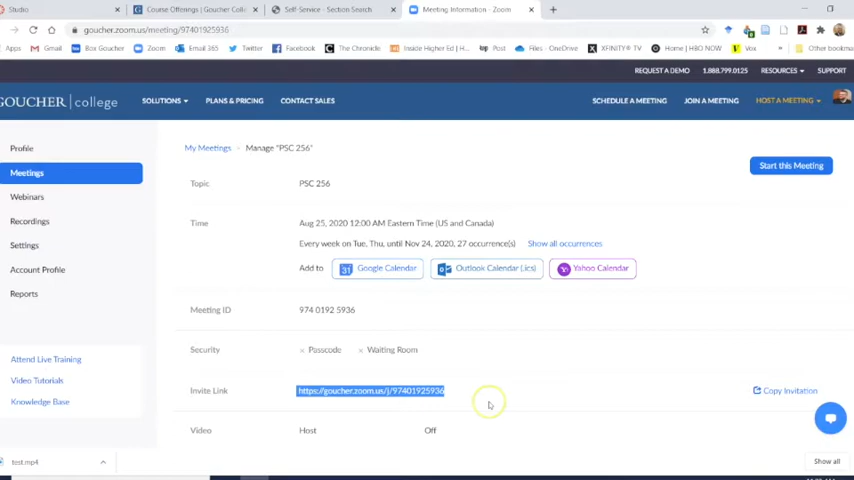 Studio
Course Offerings | Goucher Coll
Self-Service - Section Search
Meeting Information - Zoom
goucher.zoom.us/meeting/97401925936
Apps
Gmail
Box Goucher
Zoom
Email 365
Twitter
Facebook
The Chronicle
Inside Higher Ed | H...
Post
Files - OneDrive
XFINITY® TV
Home | HBO NOW
Vox
Other bookma
REQUEST A DEMO
1.888.799.0125
RESOURCES
SUPPORT
GOUCHER | college
SOLUTIONS
PLANS & PRICING
CONTACT SALES
SCHEDULE A MEETING
JOIN A MEETING
HOST A MEETING
Profile
Meetings
Webinars
Recordings
Settings
Account Profile
Reports
Attend Live Training
Video Tutorials
Knowledge Base
My Meetings > Manage "PSC 256"
Start this Meeting
Topic
PSC 256
Time
Aug 25, 2020 12:00 AM Eastern Time (US and Canada)
Every week on Tue, Thu, until Nov 24, 2020, 27 occurrence(s)
Show all occurrences
Add to
31
Google Calendar
Outlook Calendar (.ics)
Yahoo Calendar
Meeting ID
974 0192 5936
Security
× Passcode
× Waiting Room
Invite Link
https://goucher.zoom.us/j/97401925936
Copy Invitation
Video
Host
Off
test.mp4
Show all